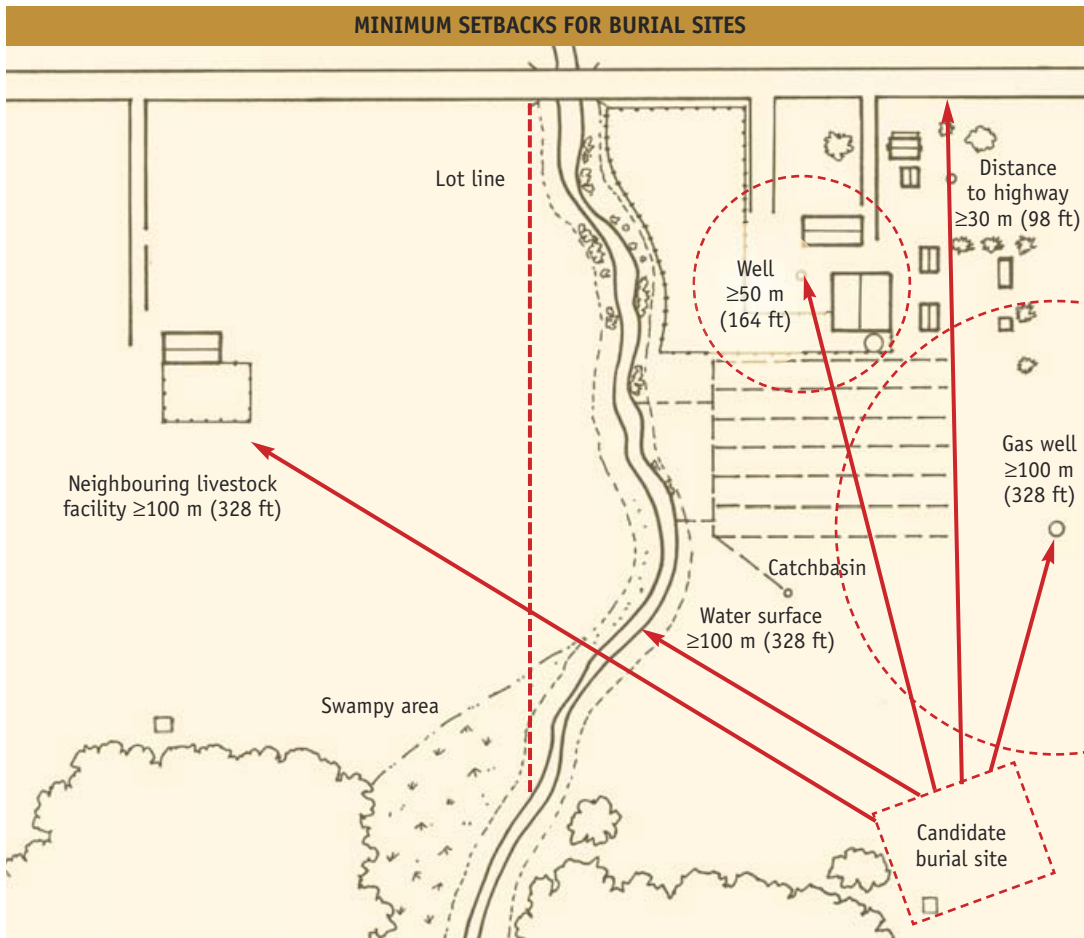 MINIMUM SETBACKS FOR BURIAL SITES
Lot line
Distance
to highway
≥30 m (98 ft)
Well
≥50 m
(164 ft)
Neighbouring livestock
facility ≥100 m (328 ft)
Gas well
≥100 m
(328 ft)
Catchbasin
Water surface
≥100 m (328 ft)
Swampy area
Candidate
burial site